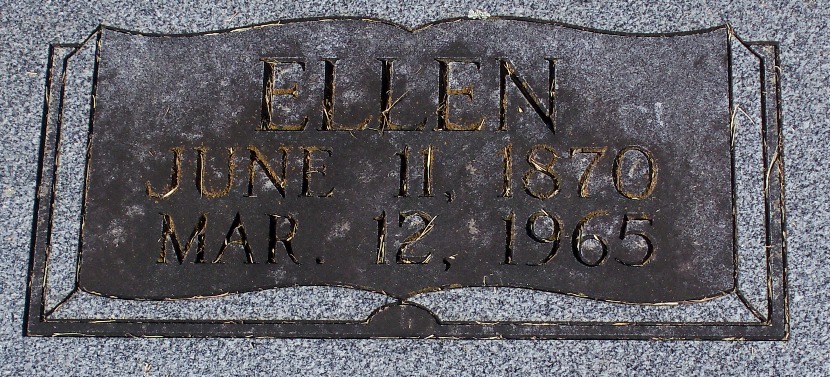 ELLEN
JUNE 11, 1870
MAR. 12, 1965